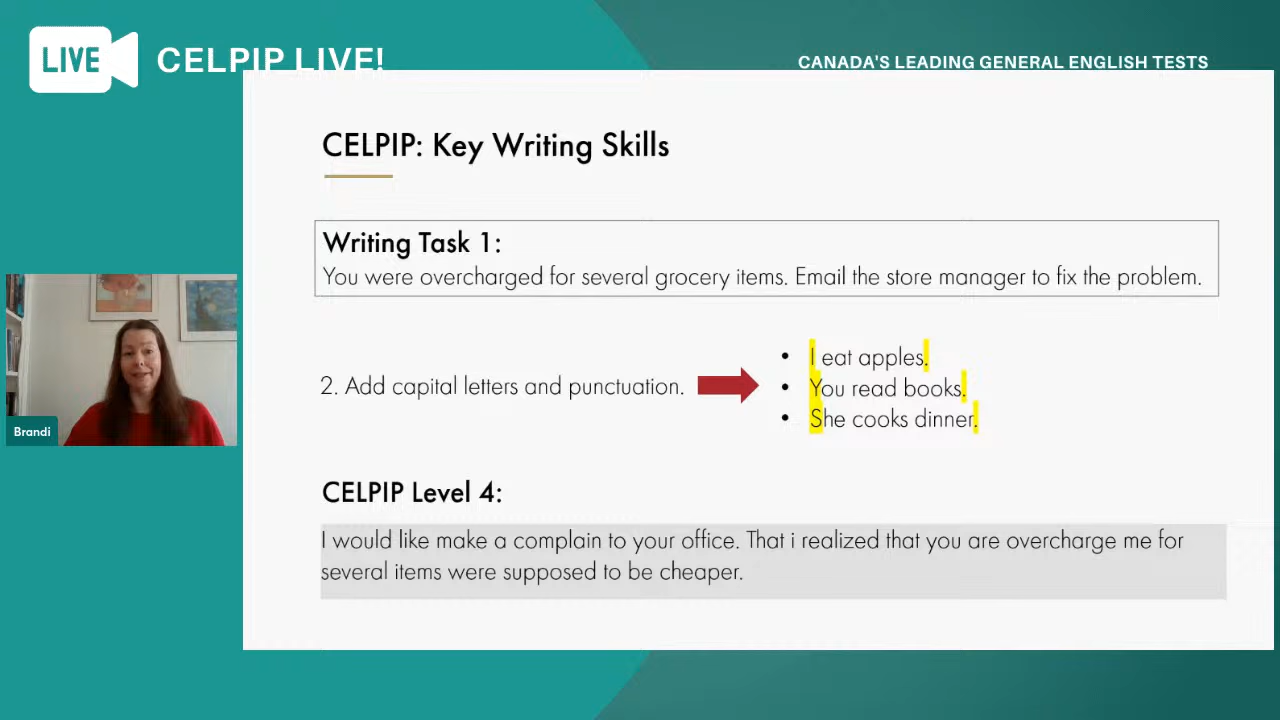 LIVE CELPIP LIVE!
CANADA'S LEADING GENERAL ENGLISH TESTS
CELPIP: Key Writing Skills
Writing Task 1:
You were overcharged for several grocery items. Email the store manager to fix the problem.
2. Add capital letters and punctuation.
• I eat apples.
• You read books.
• She cooks dinner.
Brandi
CELPIP Level 4:
I would like make a complain to your office. That i realized that you are overcharge me for
several items were supposed to be cheaper.